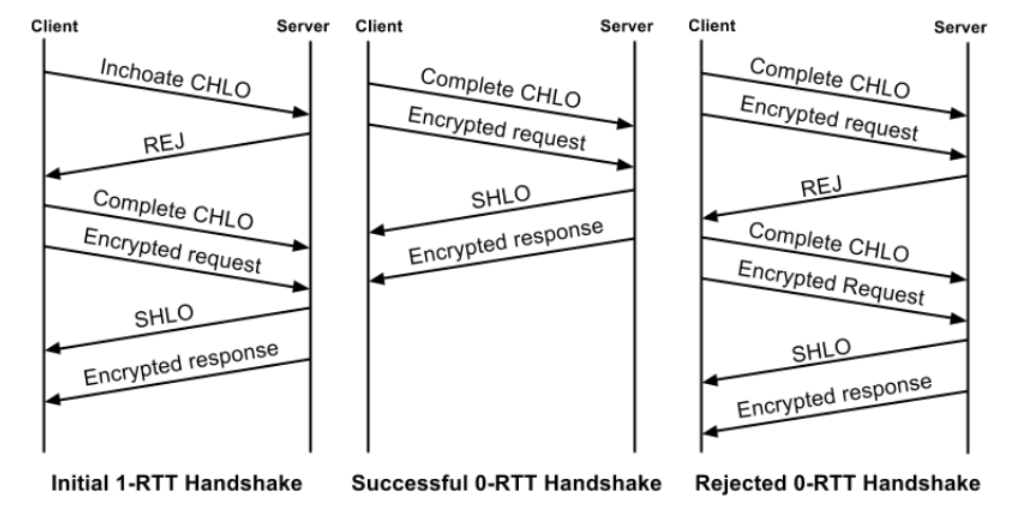 Client
Server
Inchoate CHLO
REJ
Complete CHLO
Encrypted request
SHLO
Encrypted response
Initial 1-RTT Handshake
Client
Server
Complete CHLO
Encrypted request
SHLO
Encrypted response
Successful 0-RTT Handshake
Client
Server
Complete CHLO
Encrypted request
REJ
Complete CHLO
Encrypted Request
SHLO
Encrypted response
Rejected 0-RTT Handshake